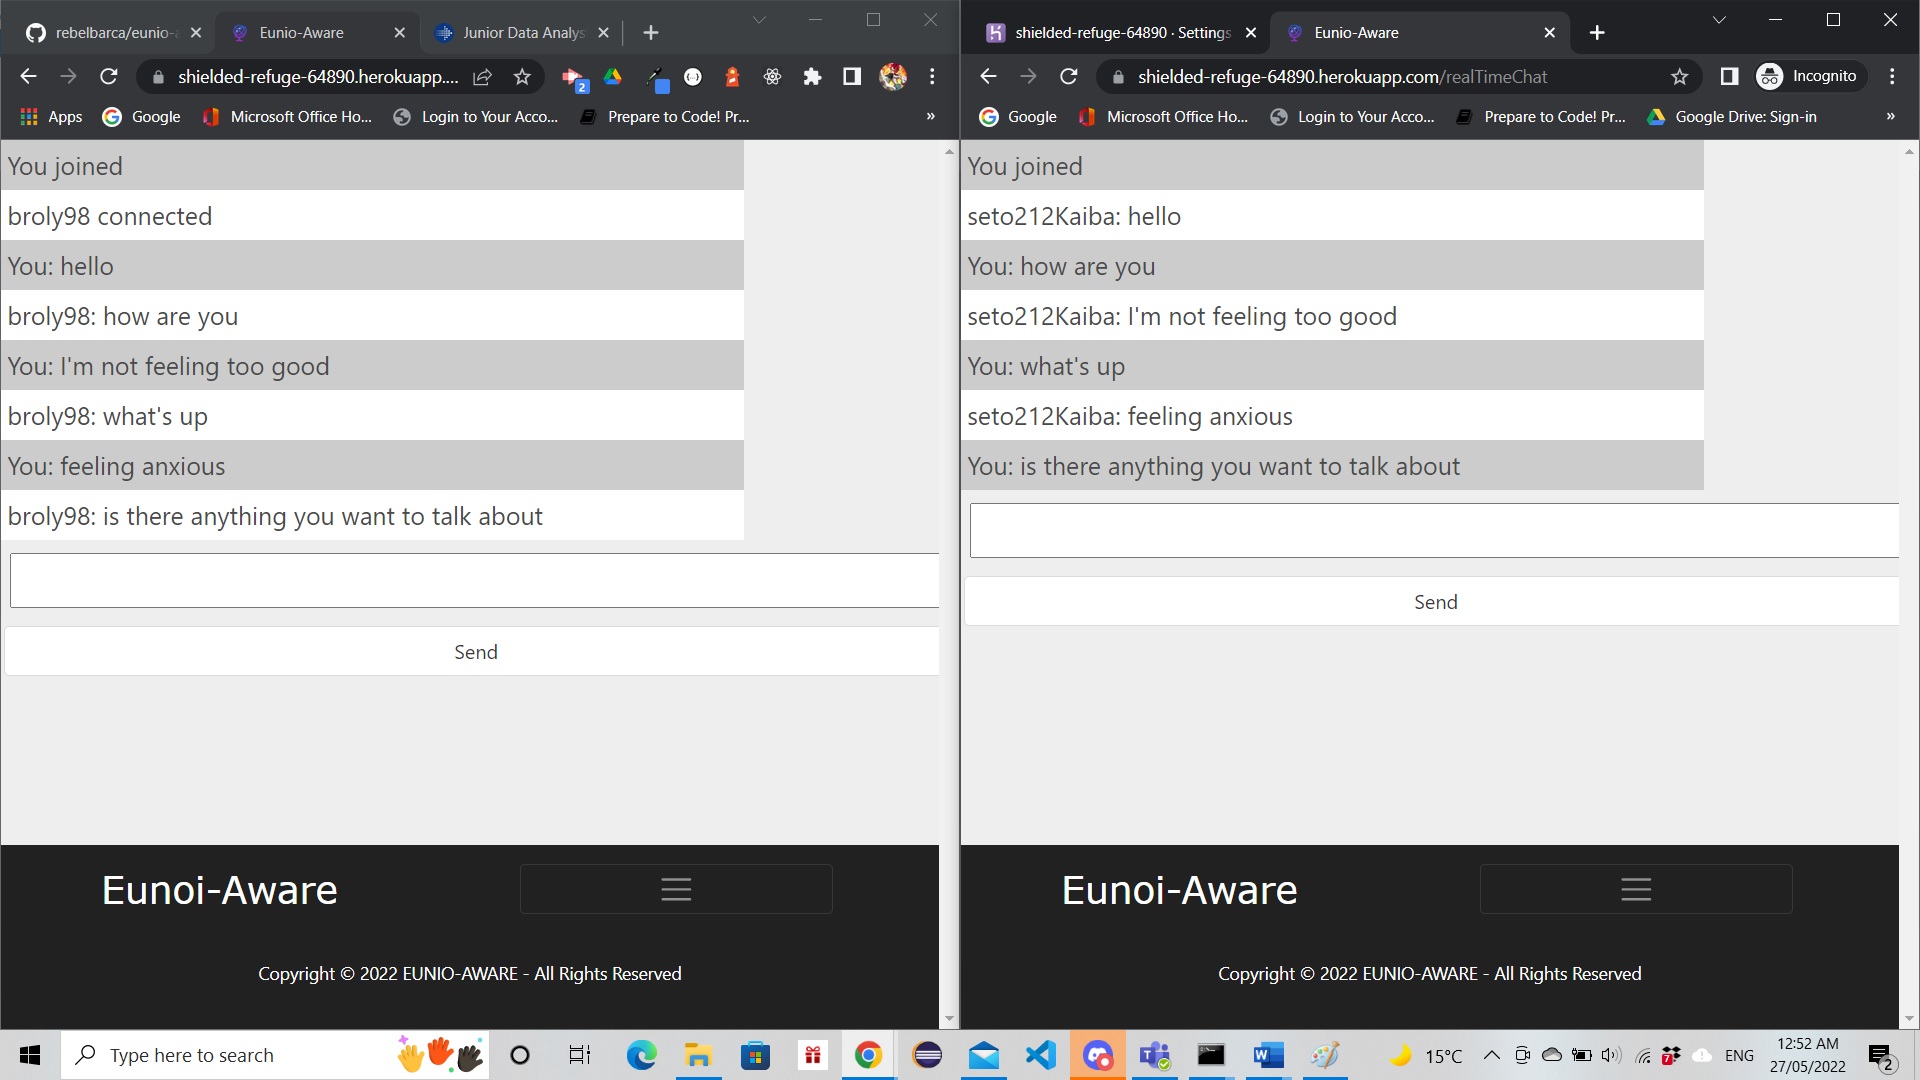 rebelbarca/eunio-a
Eunio-Aware
Junior Data Analys
shielded-refuge-64890.herokuapp....
2
Apps
Google
Microsoft Office Ho...
Login to Your Acco...
Prepare to Code! Pr...
»
You joined
broly98 connected
You: hello
broly98: how are you
You: I'm not feeling too good
broly98: what's up
You: feeling anxious
broly98: is there anything you want to talk about
Send
Eunoi-Aware
Copyright © 2022 EUNIO-AWARE - All Rights Reserved
shielded-refuge-64890 · Settings
Eunio-Aware
shielded-refuge-64890.herokuapp.com/realTimeChat
Incognito
Google
Microsoft Office Ho...
Login to Your Acco...
Prepare to Code! Pr...
Google Drive: Sign-in
»
You joined
seto212Kaiba: hello
You: how are you
seto212Kaiba: I'm not feeling too good
You: what's up
seto212Kaiba: feeling anxious
You: is there anything you want to talk about
Send
Eunoi-Aware
Copyright © 2022 EUNIO-AWARE - All Rights Reserved
Type here to search
15°C
7
ENG
12:52 AM
27/05/2022
2